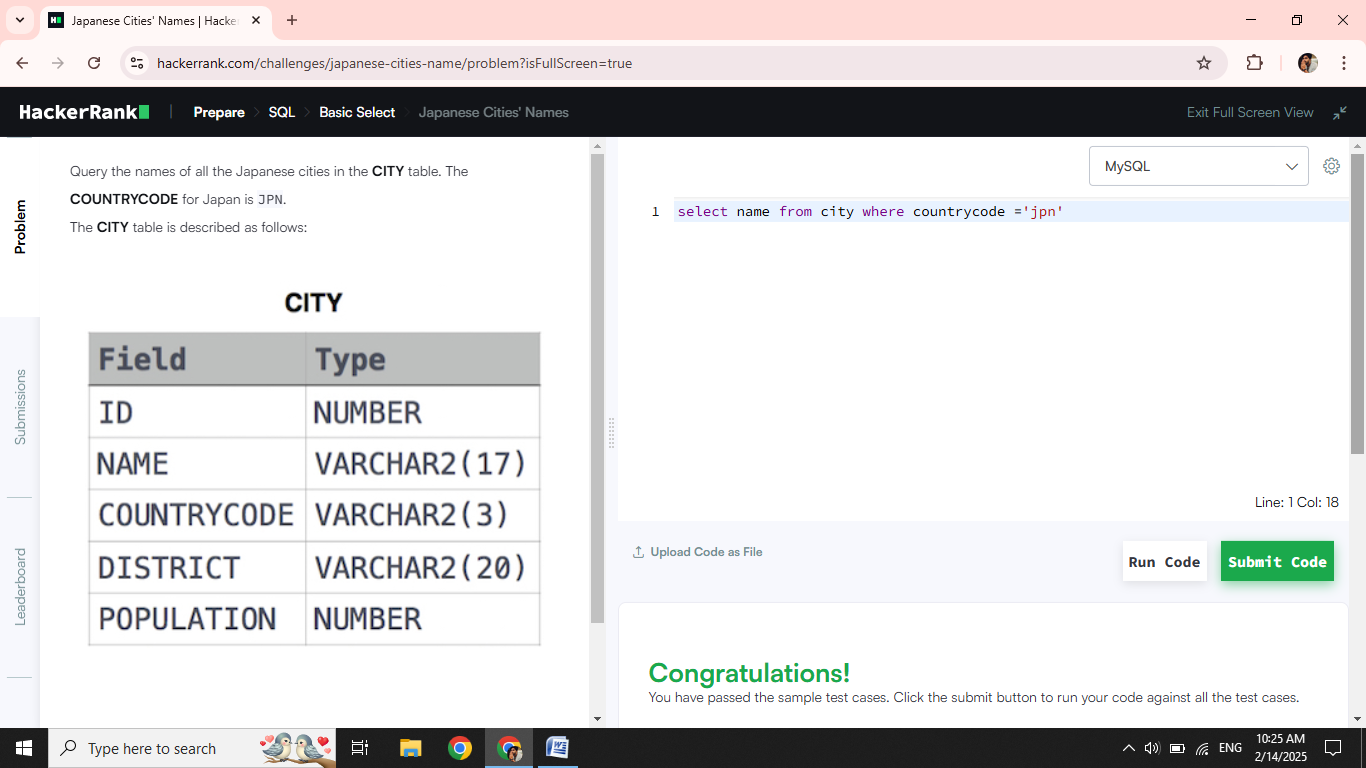 Japanese Cities' Names | Hacke
hackerrank.com/challenges/japanese-cities-name/problem?isFullScreen=true
HackerRank
Prepare
SQL
Basic Select
Japanese Cities' Names
Exit Full Screen View
Problem
Submissions
Leaderboard
Query the names of all the Japanese cities in the CITY table. The
COUNTRYCODE for Japan is JPN.
The CITY table is described as follows:
CITY
Field Type
ID NUMBER
NAME VARCHAR2(17)
COUNTRYCODE VARCHAR2(3)
DISTRICT VARCHAR2(20)
POPULATION NUMBER
MySQL
1 select name from city where countrycode ='jpn'
Line: 1 Col: 18
Upload Code as File
Run Code
Submit Code
Congratulations!
You have passed the sample test cases. Click the submit button to run your code against all the test cases.
Type here to search
ENG
10:25 AM
2/14/2025